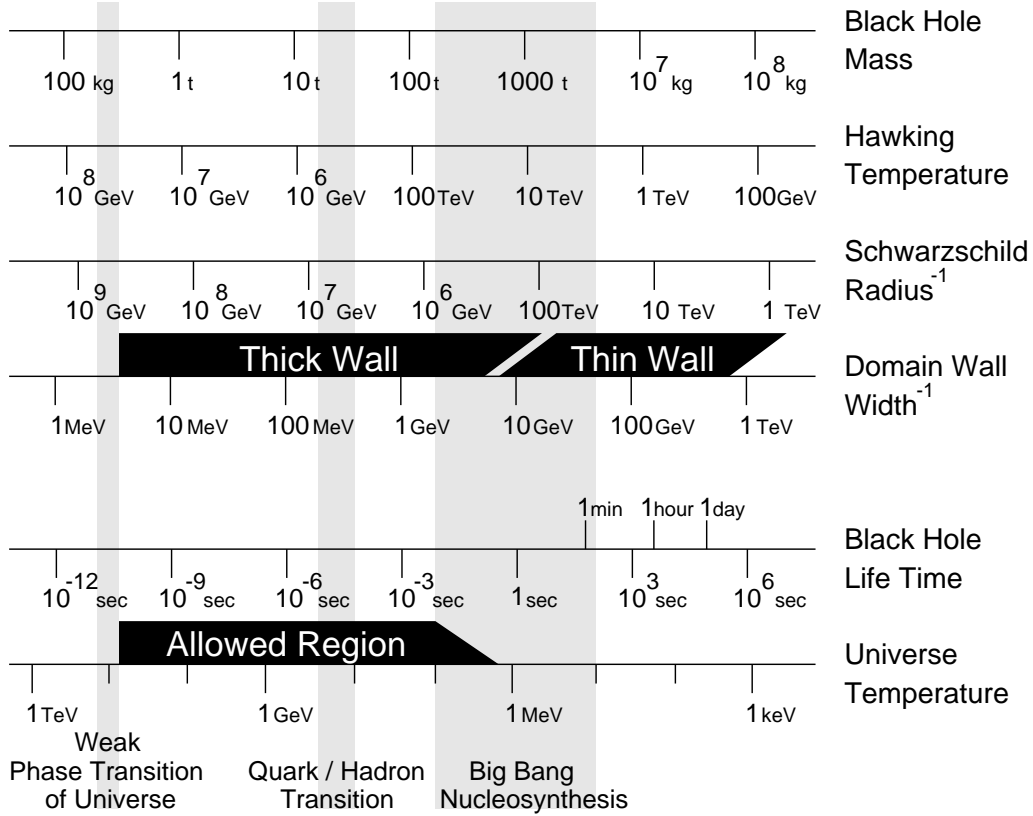 Black Hole
Mass
100 kg 1 t 10 t 100 t 1000 t 10^7 kg 10^8 kg
Hawking
Temperature
10^8 GeV 10^7 GeV 10^6 GeV 100 TeV 10 TeV 1 TeV 100 GeV
Schwarzschild
Radius^-1
10^9 GeV 10^8 GeV 10^7 GeV 10^6 GeV 100 TeV 10 TeV 1 TeV
Thick Wall Thin Wall
Domain Wall
Width^-1
1 MeV 10 MeV 100 MeV 1 GeV 10 GeV 100 GeV 1 TeV
1 min 1 hour 1 day
Black Hole
Life Time
10^-12 sec 10^-9 sec 10^-6 sec 10^-3 sec 1 sec 10^3 sec 10^6 sec
Allowed Region
Universe
Temperature
1 TeV 1 GeV 1 MeV 1 keV
Weak
Phase Transition
of Universe
Quark / Hadron
Transition
Big Bang
Nucleosynthesis